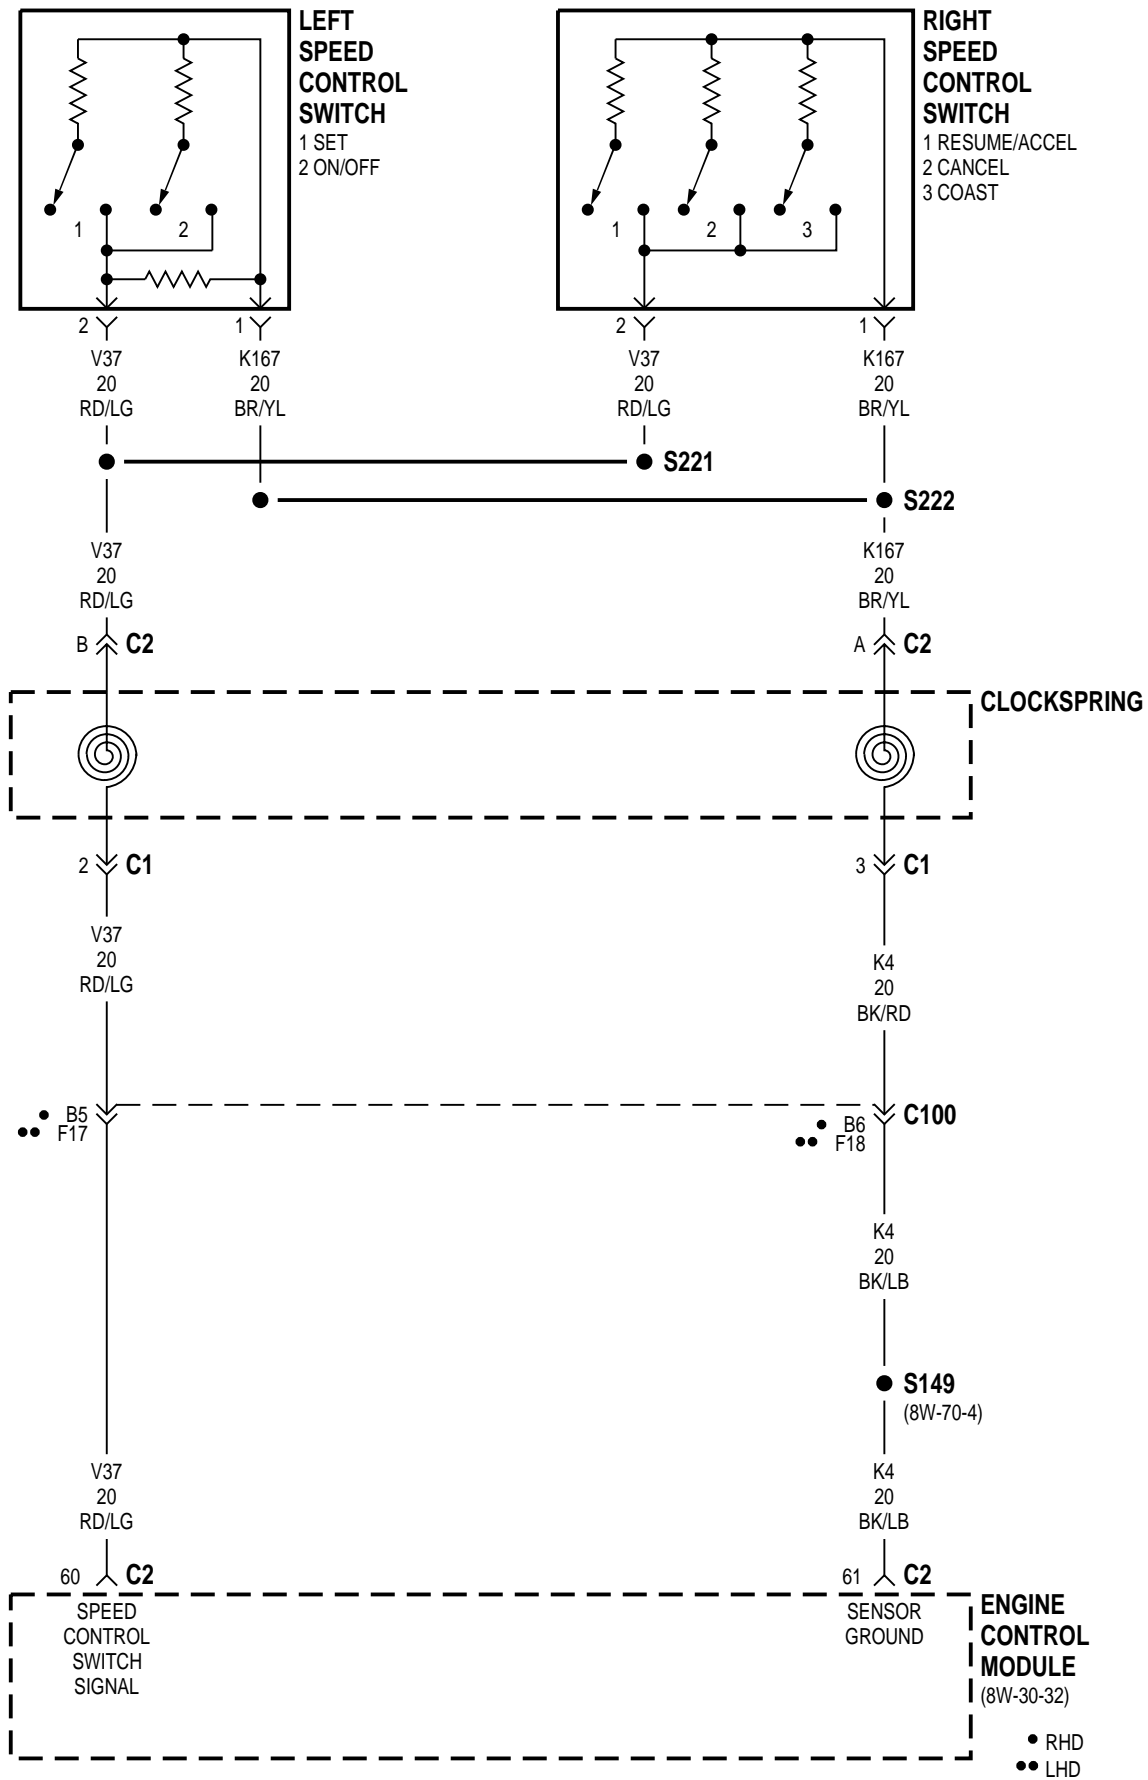 LEFT
SPEED
CONTROL
SWITCH
1 SET
2 ON/OFF
RIGHT
SPEED
CONTROL
SWITCH
1 RESUME/ACCEL
2 CANCEL
3 COAST
1
2
1
2
3
2
1
2
1
V37
20
RD/LG
K167
20
BR/YL
V37
20
RD/LG
K167
20
BR/YL
S221
S222
V37
20
RD/LG
K167
20
BR/YL
B
C2
A
C2
CLOCKSPRING
2
C1
3
C1
V37
20
RD/LG
K4
20
BK/RD
B5
F17
B6
F18
C100
K4
20
BK/LB
S149
(8W-70-4)
V37
20
RD/LG
K4
20
BK/LB
60
C2
61
C2
SPEED
CONTROL
SWITCH
SIGNAL
SENSOR
GROUND
ENGINE
CONTROL
MODULE
(8W-30-32)
• RHD
•• LHD